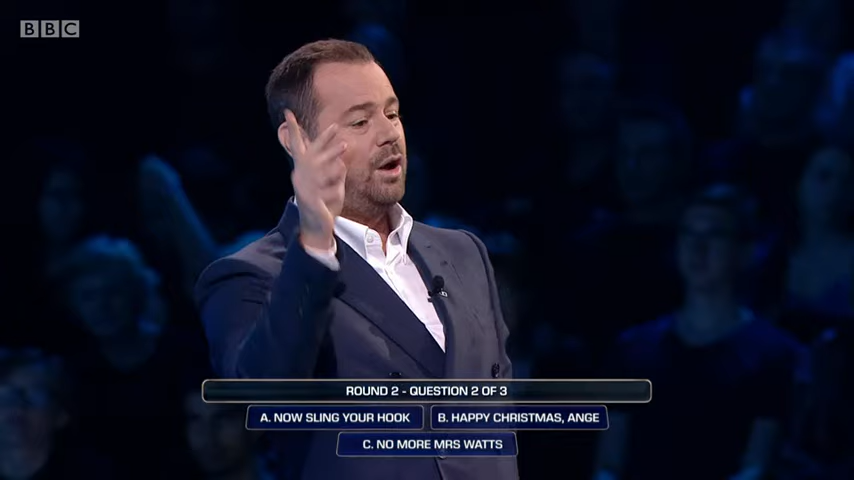 BBC
ROUND 2 - QUESTION 2 OF 3
A. NOW SLING YOUR HOOK
B. HAPPY CHRISTMAS, ANGE
C. NO MORE MRS WATTS